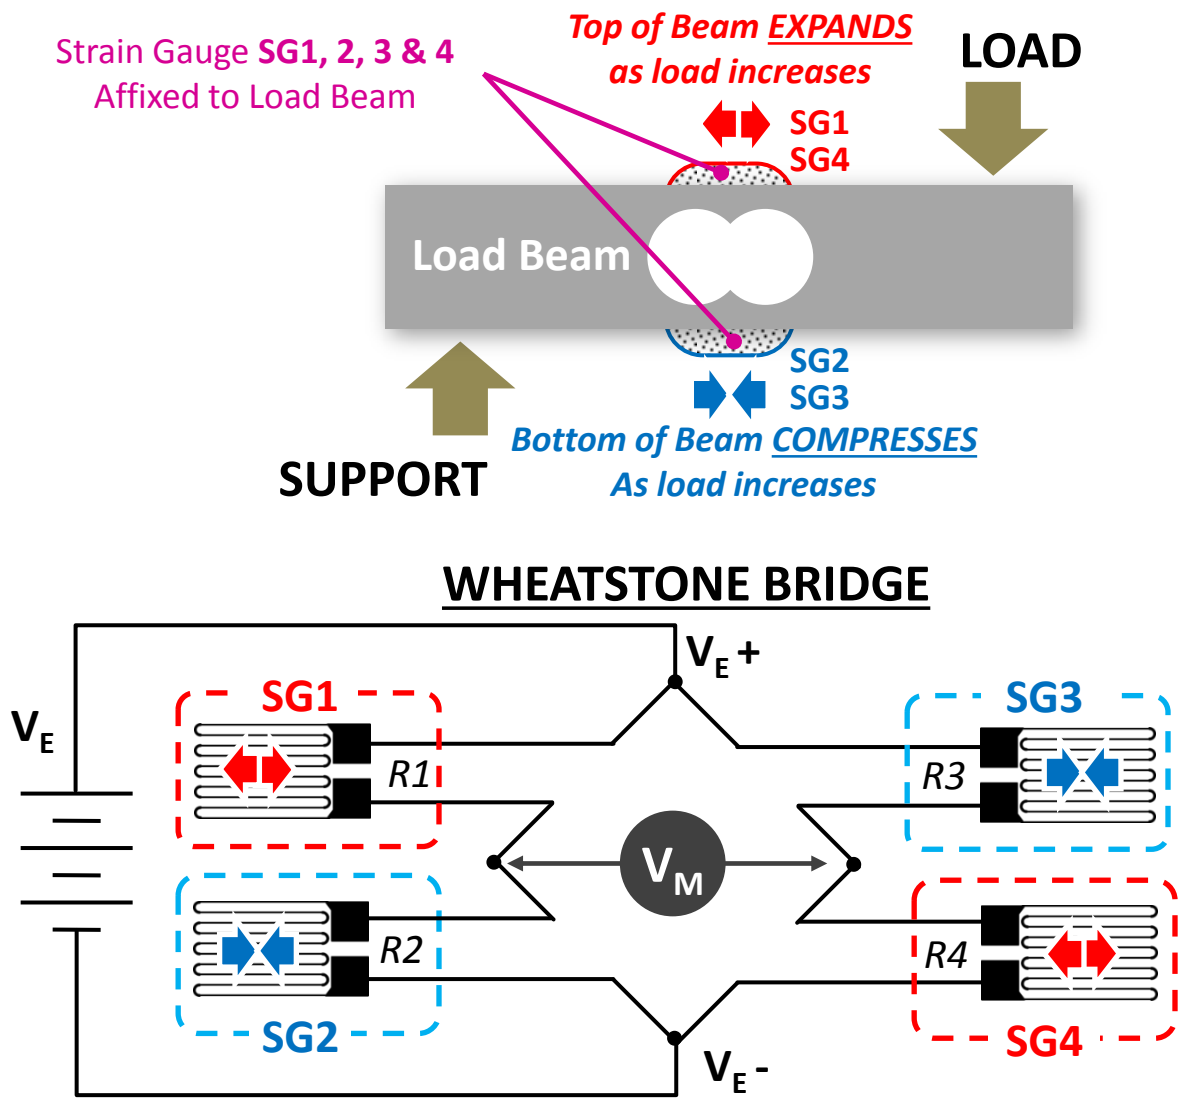 Strain Gauge SG1, 2, 3 & 4
Affixed to Load Beam
Top of Beam EXPANDS
as load increases
LOAD
SG1
SG4
Load Beam
SG2
SG3
Bottom of Beam COMPRESSES
As load increases
SUPPORT
WHEATSTONE BRIDGE
VE +
VE
SG1
R1
SG3
R3
VM
R2
SG2
R4
SG4
VE -